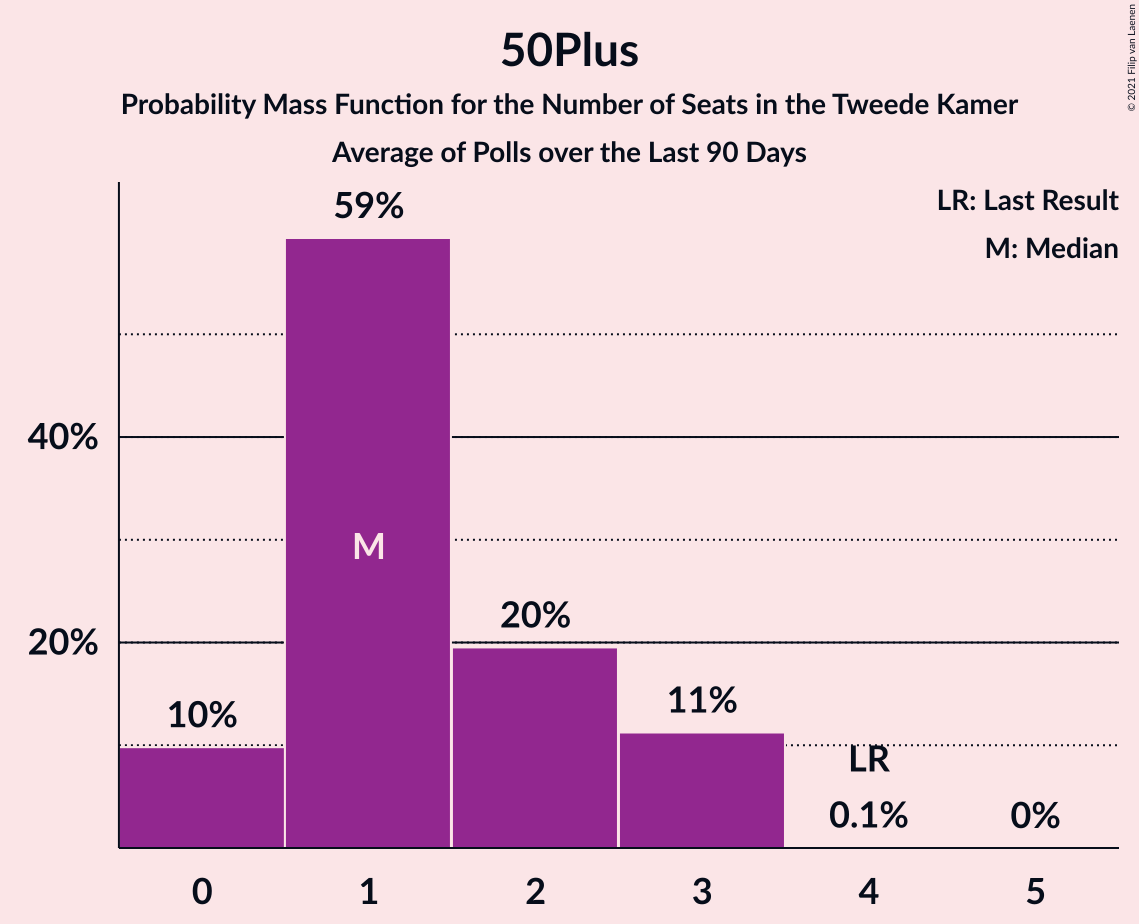 50Plus
Probability Mass Function for the Number of Seats in the Tweede Kamer
Average of Polls over the Last 90 Days
© 2021 Filip van Laenen
LR: Last Result
M: Median
59%
40%
M
20%
20%
10%
11%
LR
0.1%
0%
0 1 2 3 4 5